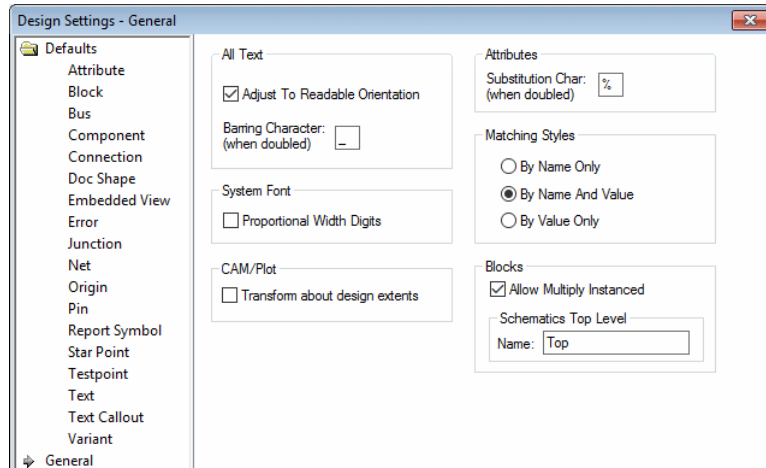 Design Settings - General
Defaults
Attribute
Block
Bus
Component
Connection
Doc Shape
Embedded View
Error
Junction
Net
Origin
Pin
Report Symbol
Star Point
Testpoint
Text
Text Callout
Variant
General
All Text
Adjust To Readable Orientation
Barring Character:
(when doubled) _
System Font
Proportional Width Digits
CAM/Plot
Transform about design extents
Attributes
Substitution Char:
(when doubled) %
Matching Styles
By Name Only
By Name And Value
By Value Only
Blocks
Allow Multiply Instanced
Schematics Top Level
Name: Top